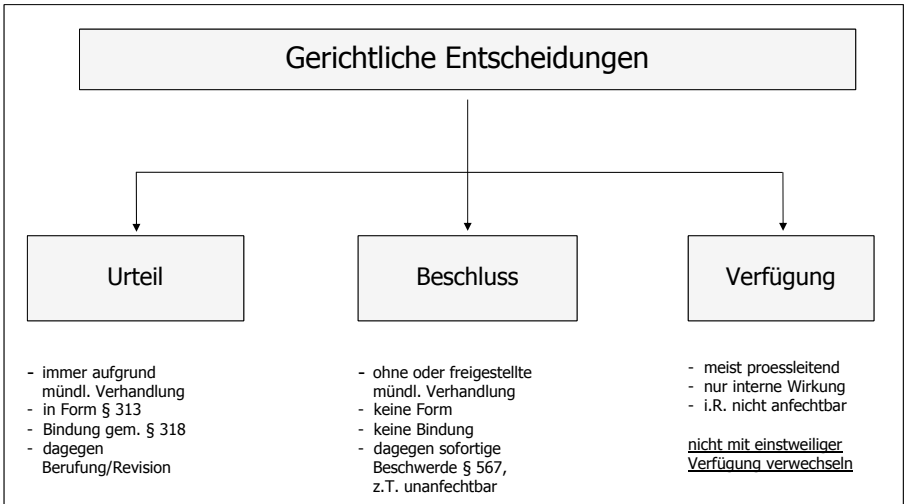 Gerichtliche Entscheidungen
Urteil
- immer aufgrund
mündl. Verhandlung
- in Form § 313
- Bindung gem. § 318
- dagegen
Berufung/Revision
Beschluss
- ohne oder freigestellte
mündl. Verhandlung
- keine Form
- keine Bindung
- dagegen sofortige
Beschwerde § 567,
z.T. unanfechtbar
Verfügung
- meist proessleitend
- nur interne Wirkung
- i.R. nicht anfechtbar
nicht mit einstweiliger
Verfügung verwechseln